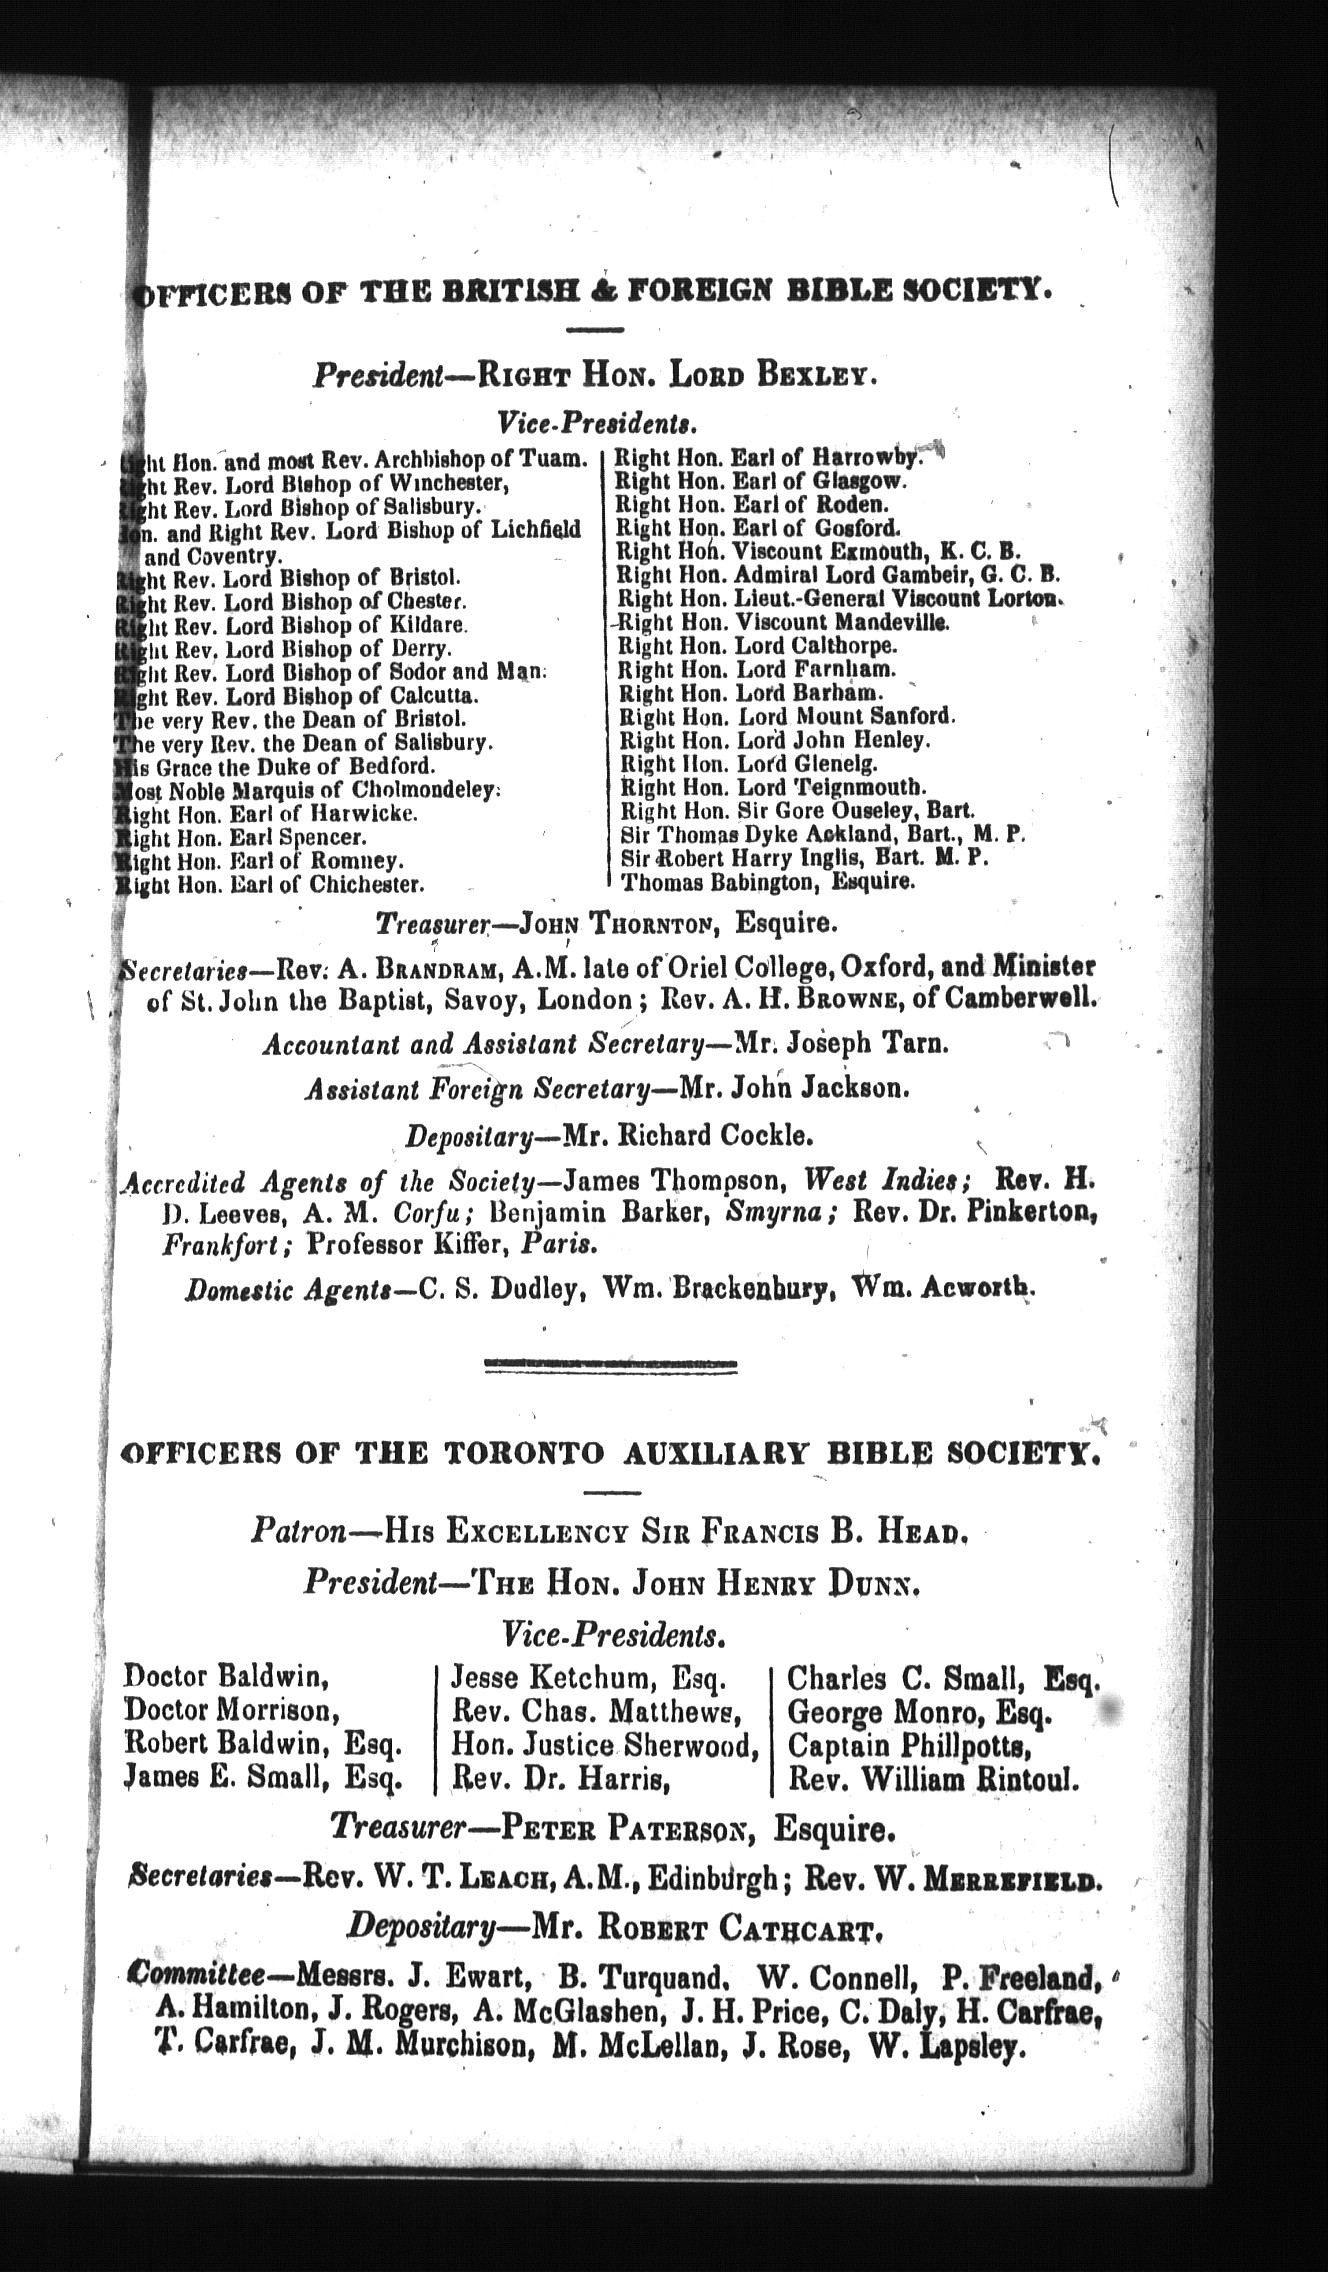 OFFICERS OF THE BRITISH & FOREIGN BIBLE SOCIETY.
President—RIGHT HON. LORD BEXLEY.
Vice-Presidents.
Right Hon. and most Rev. Archbishop of Tuam.
Right Rev. Lord Bishop of Winchester,
Right Rev. Lord Bishop of Salisbury.
Hon. and Right Rev. Lord Bishop of Lichfield
and Coventry.
Right Rev. Lord Bishop of Bristol.
Right Rev. Lord Bishop of Chester.
Right Rev. Lord Bishop of Kildare.
Right Rev. Lord Bishop of Derry.
Right Rev. Lord Bishop of Sodor and Man.
Right Rev. Lord Bishop of Calcutta.
The very Rev. the Dean of Bristol.
The very Rev. the Dean of Salisbury.
His Grace the Duke of Bedford.
Most Noble Marquis of Cholmondeley.
Right Hon. Earl of Harwicke.
Right Hon. Earl Spencer.
Right Hon. Earl of Romney.
Right Hon. Earl of Chichester.
Right Hon. Earl of Harrowby.
Right Hon. Earl of Glasgow.
Right Hon. Earl of Roden.
Right Hon. Earl of Gosford.
Right Hon. Viscount Exmouth, K. C. B.
Right Hon. Admiral Lord Gambeir, G. C. B.
Right Hon. Lieut.-General Viscount Lorton.
Right Hon. Viscount Mandeville.
Right Hon. Lord Calthorpe.
Right Hon. Lord Farnham.
Right Hon. Lord Barham.
Right Hon. Lord Mount Sanford.
Right Hon. Lord John Henley.
Right Hon. Lord Glenelg.
Right Hon. Lord Teignmouth.
Right Hon. Sir Gore Ouseley, Bart.
Sir Thomas Dyke Ackland, Bart., M. P.
Sir Robert Harry Inglis, Bart. M. P.
Thomas Babington, Esquire.
Treasurer—JOHN THORNTON, Esquire.
Secretaries—Rev. A. BRANDRAM, A.M. late of Oriel College, Oxford, and Minister
of St. John the Baptist, Savoy, London; Rev. A. H. BROWNE, of Camberwell.
Accountant and Assistant Secretary—Mr. Joseph Tarn.
Assistant Foreign Secretary—Mr. John Jackson.
Depositary—Mr. Richard Cockle.
Accredited Agents of the Society—James Thompson, West Indies; Rev. H.
D. Leeves, A. M. Corfu; Benjamin Barker, Smyrna; Rev. Dr. Pinkerton,
Frankfort; Professor Kiffer, Paris.
Domestic Agents—C. S. Dudley, Wm. Brackenbury, Wm. Acworth.
OFFICERS OF THE TORONTO AUXILIARY BIBLE SOCIETY.
Patron—HIS EXCELLENCY SIR FRANCIS B. HEAD.
President—THE HON. JOHN HENRY DUNN.
Vice-Presidents.
Doctor Baldwin,
Doctor Morrison,
Robert Baldwin, Esq.
James E. Small, Esq.
Jesse Ketchum, Esq.
Rev. Chas. Matthews,
Hon. Justice Sherwood,
Rev. Dr. Harris,
Charles C. Small, Esq.
George Monro, Esq.
Captain Phillpotts,
Rev. William Rintoul.
Treasurer—PETER PATERSON, Esquire.
Secretaries—Rev. W. T. LEACH, A.M., Edinburgh; Rev. W. MERREFIELD.
Depositary—Mr. ROBERT CATHCART.
Committee—Messrs. J. Ewart, B. Turquand. W. Connell, P. Freeland,
A. Hamilton, J. Rogers, A. McGlashen, J. H. Price, C. Daly, H. Carfrae,
T. Carfrae, J. M. Murchison, M. McLellan, J. Rose, W. Lapsley.